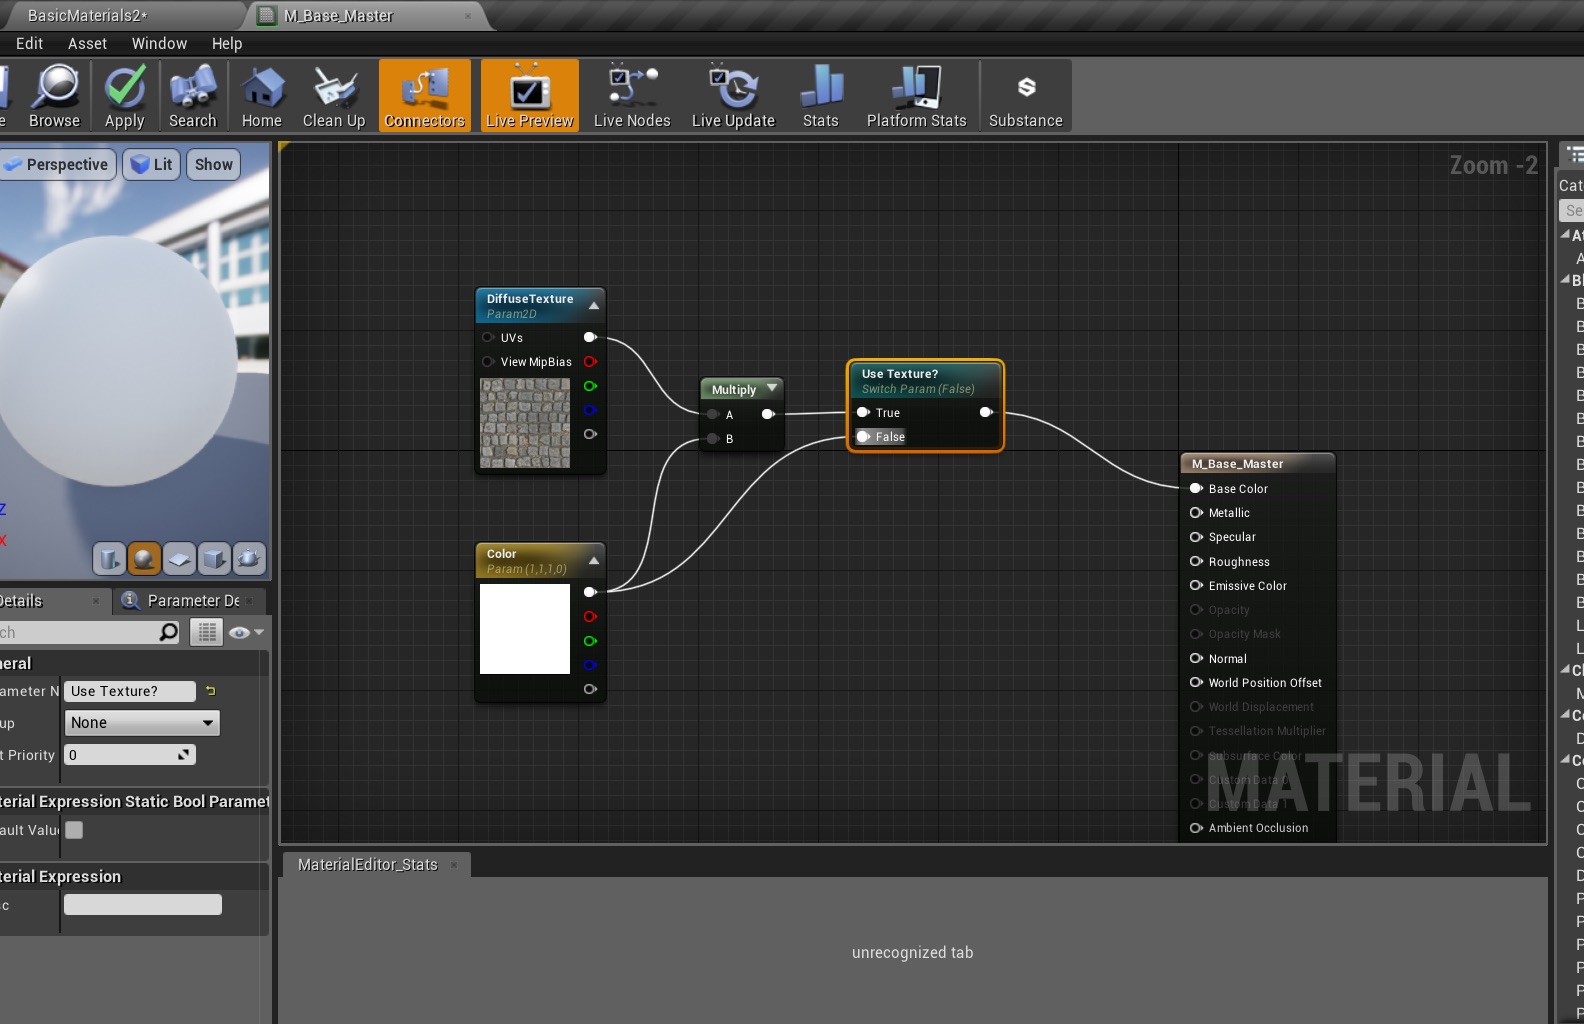 BasicMaterials2*
M_Base_Master
Edit Asset Window Help
Browse Apply Search Home Clean Up Connectors Live Preview Live Nodes Live Update Stats Platform Stats Substance
Perspective Lit Show
Zoom -2
DiffuseTexture
Param2D
UVs
View MipBias
Multiply
A
B
Use Texture?
Switch Param (False)
True
False
Color
Param (1,1,1,0)
M_Base_Master
Base Color
Metallic
Specular
Roughness
Emissive Color
Opacity
Opacity Mask
Normal
World Position Offset
World Displacement
Tessellation Multiplier
Subsurface Color
Custom Data 0
Custom Data 1
Ambient Occlusion
MATERIAL
Z
X
Details
Parameter De
ch
neral
ameter N Use Texture?
up None
t Priority 0
terial Expression Static Bool Paramet
ault Valu
terial Expression
c
MaterialEditor_Stats
unrecognized tab
Cat
Se